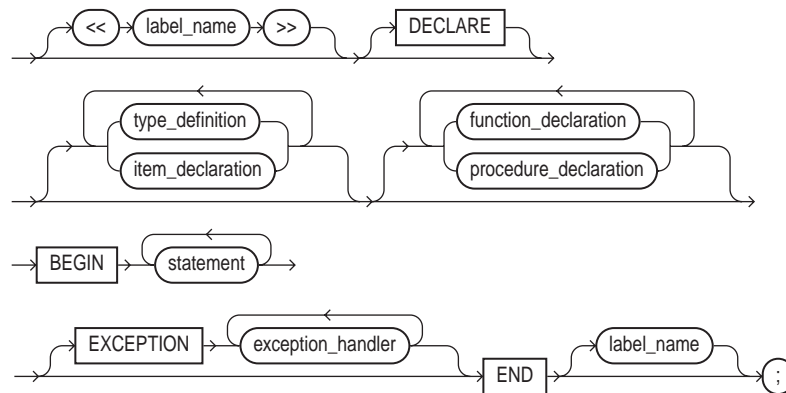 << label_name >> DECLARE
type_definition function_declaration
item_declaration procedure_declaration
BEGIN statement
EXCEPTION exception_handler label_name
END ;